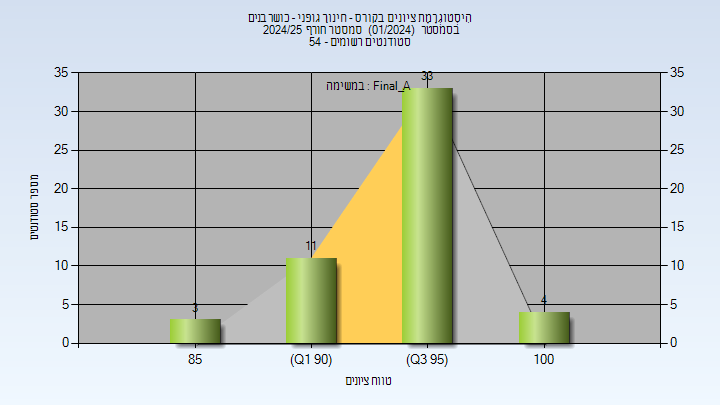 היסטוגרמת ציונים בקורס - חינוך גופני - כושר בנים
בסמסטר (01/2024) סמסטר חורף 2024/25
סטודנטים רשומים - 54
במשימה : Final_A
35
30
25
20
15
10
5
0
35
30
25
20
15
10
5
0
מספר סטודנטים
3
11
33
4
85
(Q1 90)
(Q3 95)
100
טווח ציונים